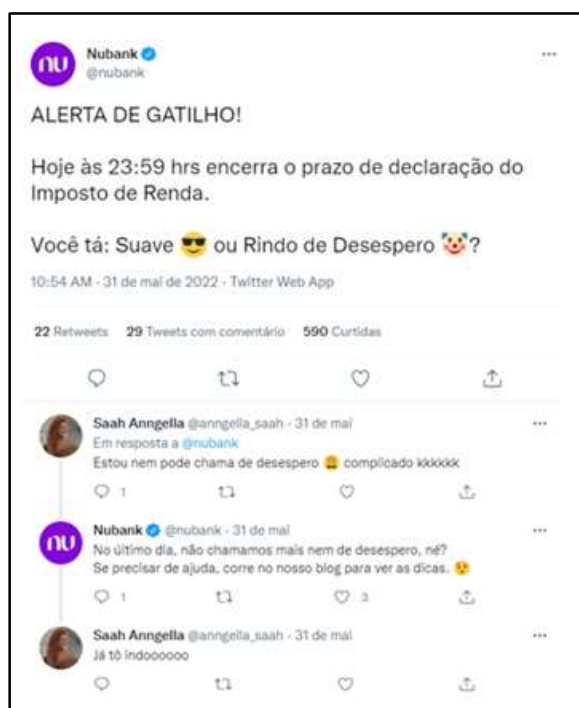 nu
Nubank
@nubank
ALERTA DE GATILHO!
Hoje às 23:59 hrs encerra o prazo de declaração do
Imposto de Renda.
Você tá: Suave 😎 ou Rindo de Desespero 🤡?
10:54 AM - 31 de mai de 2022 - Twitter Web App
22 Retweets 29 Tweets com comentário 590 Curtidas
Saah Anngella @anngella_saah - 31 de mai
Em resposta a @nubank
Estou nem pode chama de desespero 😩 complicado kkkkkk
1
nu
Nubank @nubank - 31 de mai
No último dia, não chamamos mais nem de desespero, né?
Se precisar de ajuda, corre no nosso blog para ver as dicas. 😯
1 3
Saah Anngella @anngella_saah - 31 de mai
Já tô indoooooo